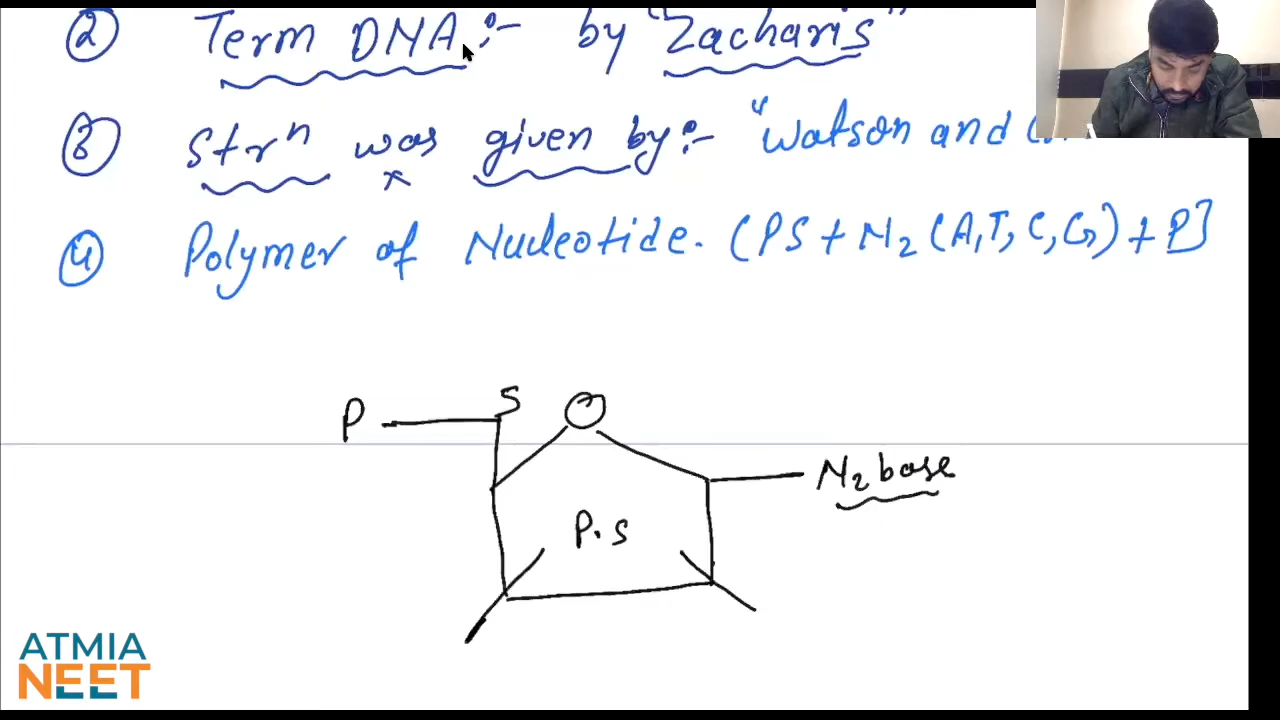 ② Term DNA :- by "Zacharis"
③ Strⁿ was given by :- "Watson and
④ Polymer of Nucleotide. (PS + N₂ (A,T, C, G) + P]
P S O
N₂ base
P.S
ATMIA
NEET